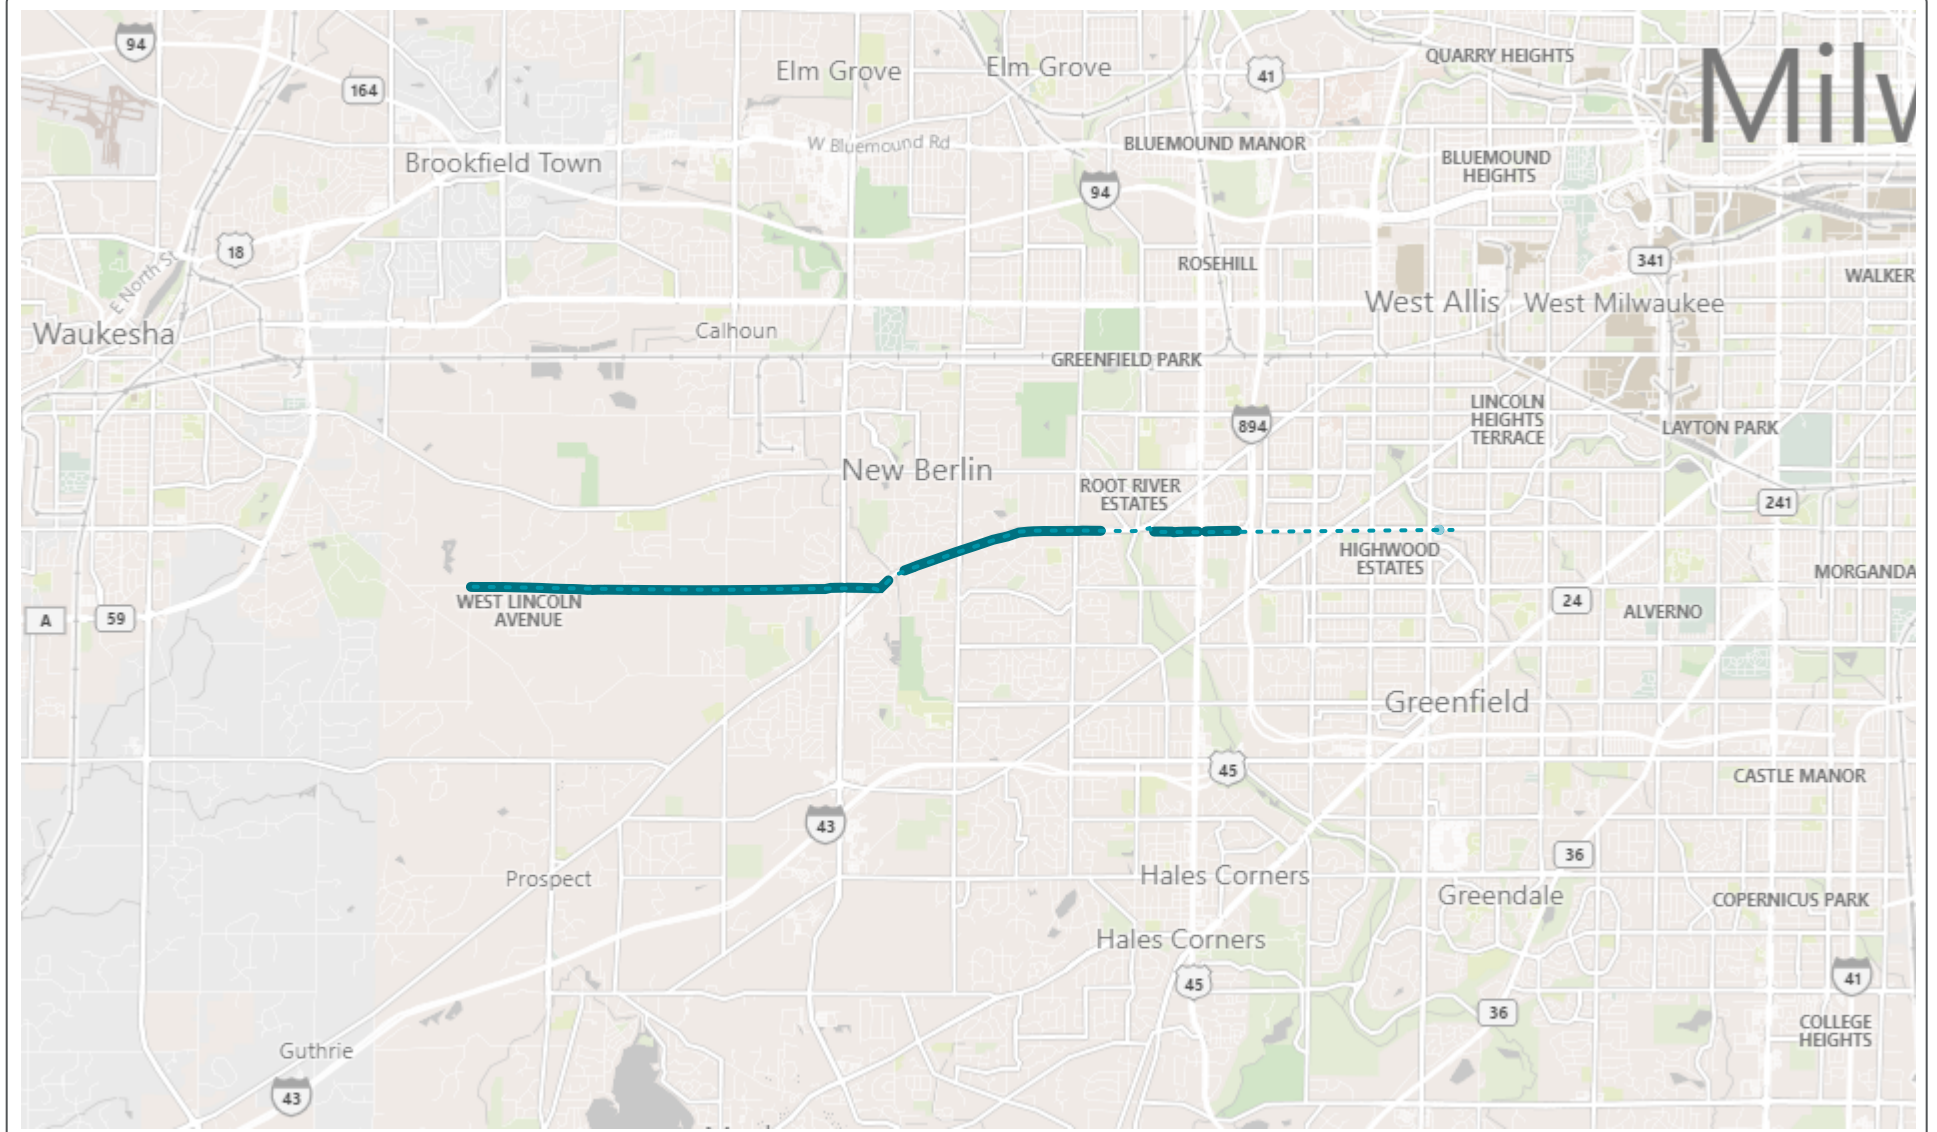 94
164
Elm Grove
Elm Grove
41
QUARRY HEIGHTS
Milw
W Bluemound Rd
BLUEMOUND MANOR
Brookfield Town
BLUEMOUND
HEIGHTS
94
18
E North St
ROSEHILL
341
WALKER
West Allis
West Milwaukee
Waukesha
Calhoun
GREENFIELD PARK
LINCOLN
HEIGHTS
TERRACE
894
LAYTON PARK
New Berlin
ROOT RIVER
ESTATES
241
HIGHWOOD
ESTATES
MORGANDA
WEST LINCOLN
AVENUE
A
59
24
ALVERNO
Greenfield
45
CASTLE MANOR
43
36
Prospect
Hales Corners
Greendale
COPERNICUS PARK
Hales Corners
45
41
36
COLLEGE
HEIGHTS
Guthrie
43